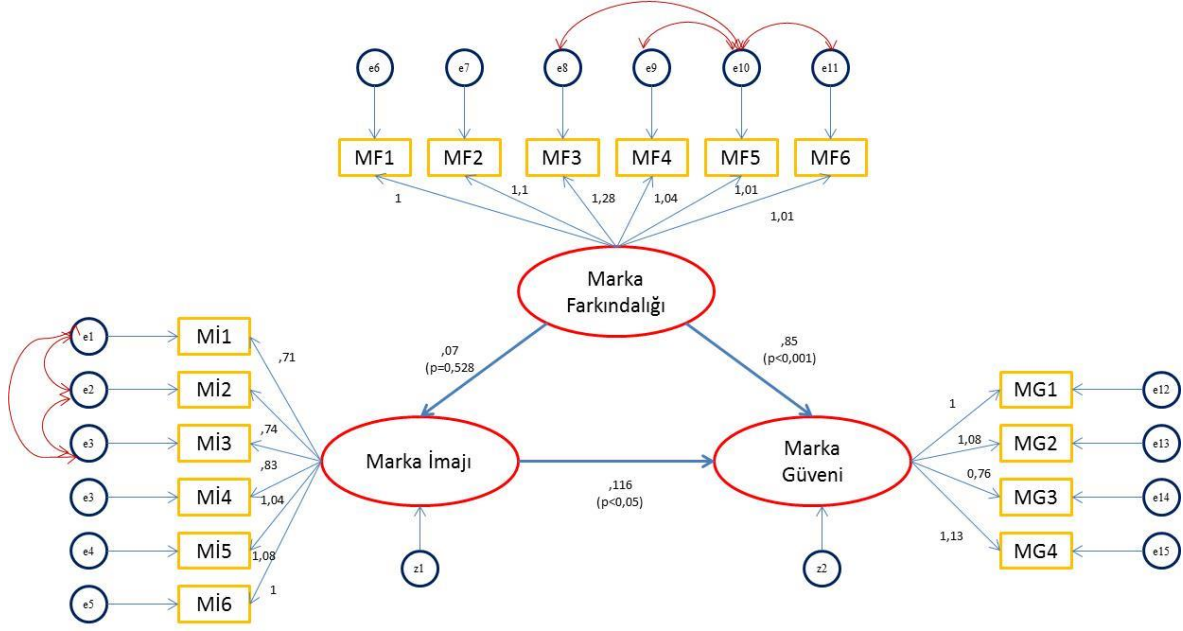 e6
e7
e8
e9
e10
e11
MF1
MF2
MF3
MF4
MF5
MF6
1
1,1
1,28
1,04
1,01
1,01
Marka
Farkındalığı
,07
(p=0,528
,85
(p<0,001)
e1
e2
e3
e3
e4
e5
Mİ1
Mİ2
Mİ3
Mİ4
Mİ5
Mİ6
,71
,74
,83
1,04
1,08
1
Marka İmajı
,116
(p<0,05)
Marka
Güveni
z1
z2
1
1,08
0,76
1,13
MG1
MG2
MG3
MG4
e12
e13
e14
e15